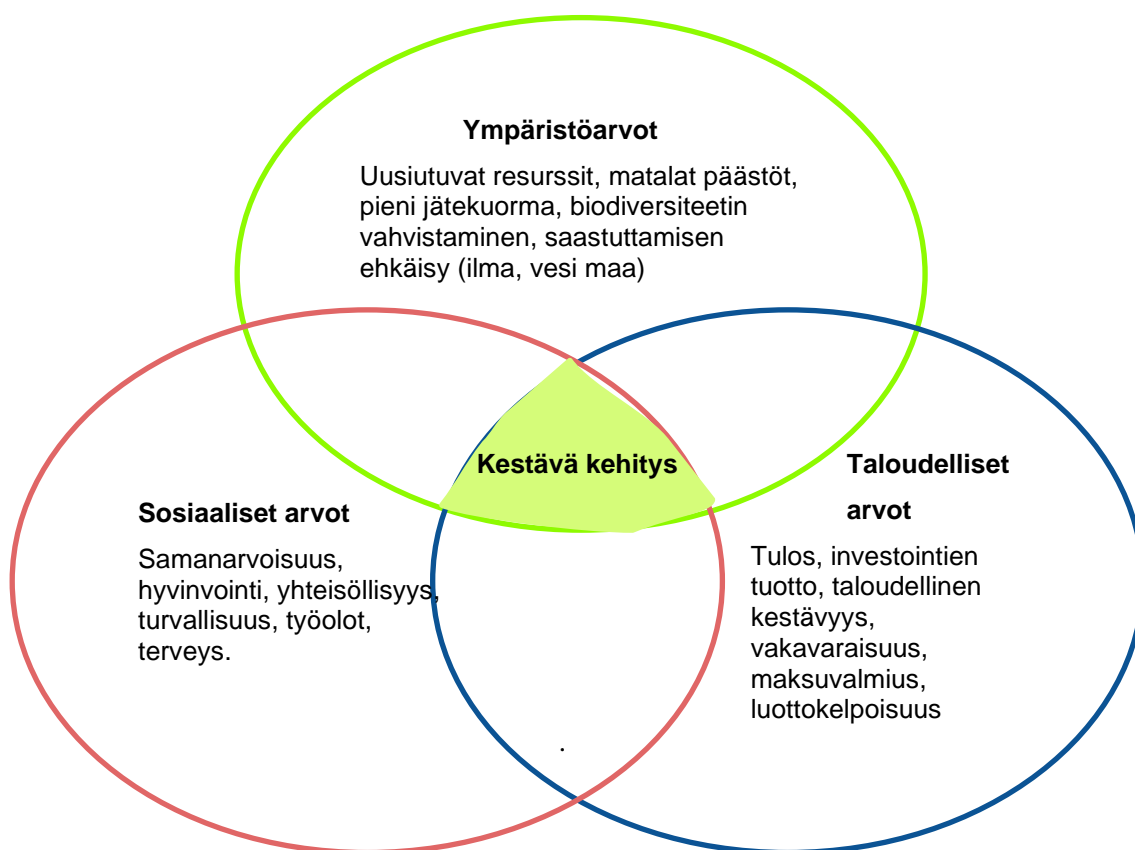 Ympäristöarvot
Uusiutuvat resurssit, matalat päästöt,
pieni jätekuorma, biodiversiteetin
vahvistaminen, saastuttamisen
ehkäisy (ilma, vesi maa)
Kestävä kehitys
Sosiaaliset arvot
Samanarvoisuus,
hyvinvointi, yhteisöllisyys,
turvallisuus, työolot,
terveys.
Taloudelliset
arvot
Tulos, investointien
tuotto, taloudellinen
kestävyys,
vakavaraisuus,
maksuvalmius,
luottokelpoisuus
.